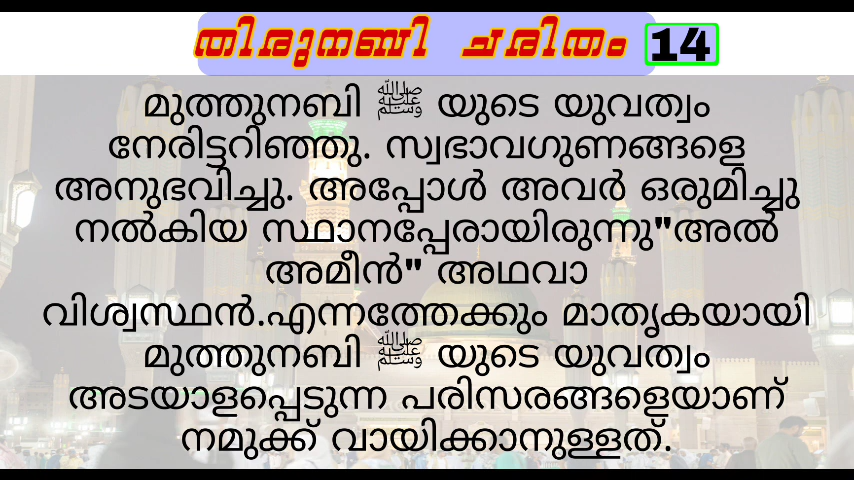 തിരുനബി ചരിതം 14
മുത്തുനബി ﷺ യുടെ യുവത്വം
നേരിട്ടറിഞ്ഞു. സ്വഭാവഗുണങ്ങളെ
അനുഭവിച്ചു. അപ്പോൾ അവർ ഒരുമിച്ചു
നൽകിയ സ്ഥാനപ്പേരായിരുന്നു"അൽ
അമീൻ" അഥവാ
വിശ്വസ്ഥൻ.എന്നത്തേക്കും മാതൃകയായി
മുത്തുനബി ﷺ യുടെ യുവത്വം
അടയാളപ്പെടുന്ന പരിസരങ്ങളെയാണ്
നമുക്ക് വായിക്കാനുള്ളത്.